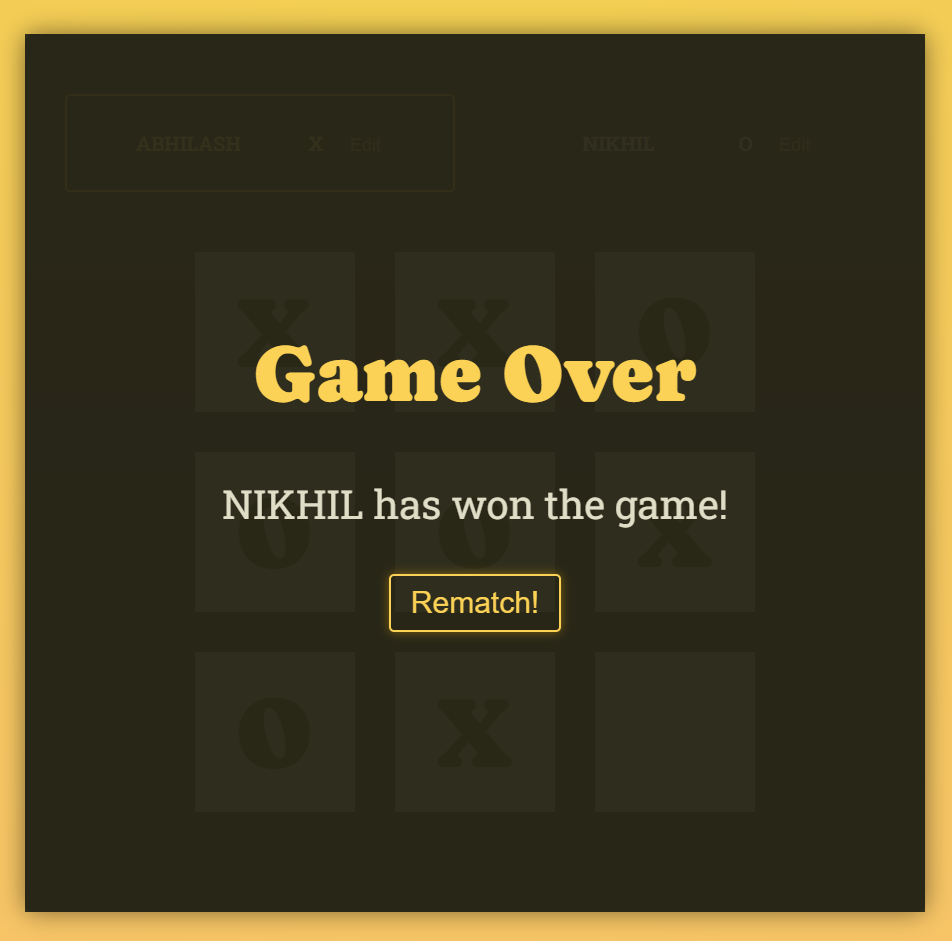 ABHILASH X Edit NIKHIL O Edit
X X O
Game Over
NIKHIL has won the game!
O O X
Rematch!
O X